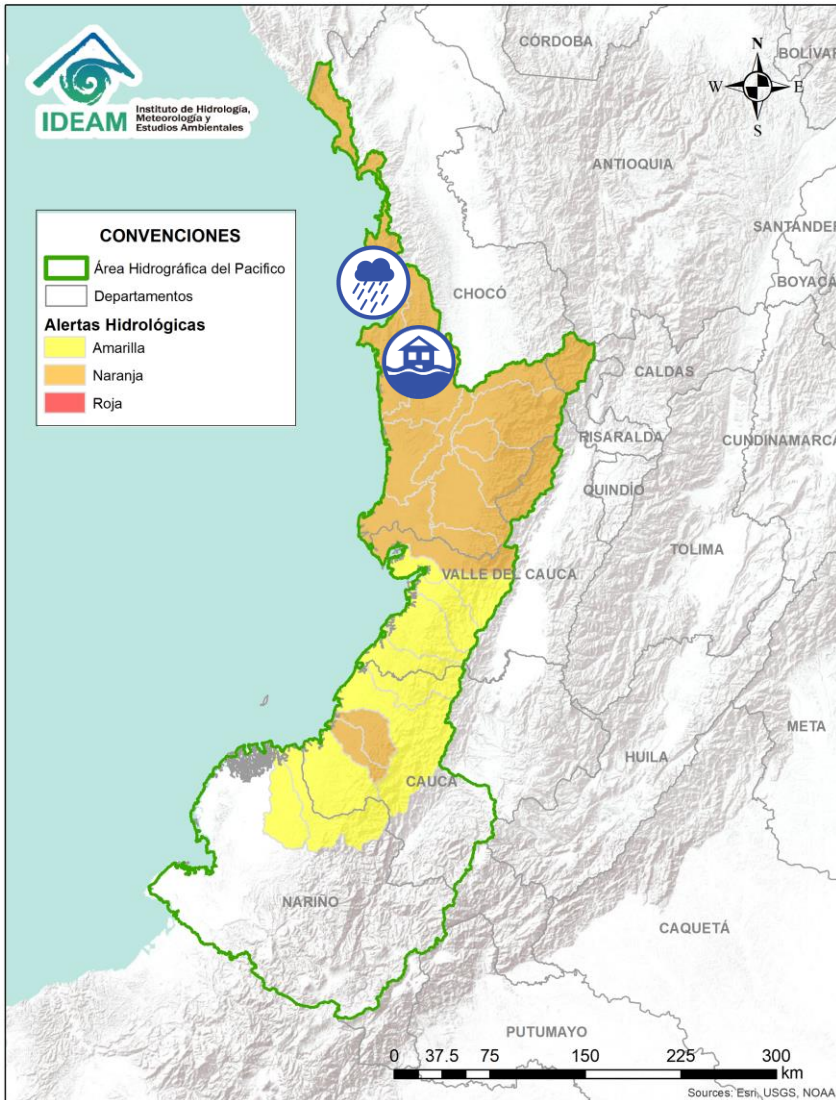 IDEAM
Instituto de Hidrología,
Meteorología y
Estudios Ambientales
CÓRDOBA
BOLÍVAR
N
W
E
S
ANTIOQUIA
SANTANDER
BOYACÁ
CONVENCIONES
Área Hidrográfica del Pacifico
Departamentos
Alertas Hidrológicas
Amarilla
Naranja
Roja
CHOCÓ
CALDAS
RISARALDA
CUNDINAMARCA
QUINDÍO
TOLIMA
VALLE DEL CAUCA
META
HUILA
CAUCA
NARIÑO
CAQUETÁ
PUTUMAYO
0 37.5 75 150 225 300
km
Sources: Esri, USGS, NOAA